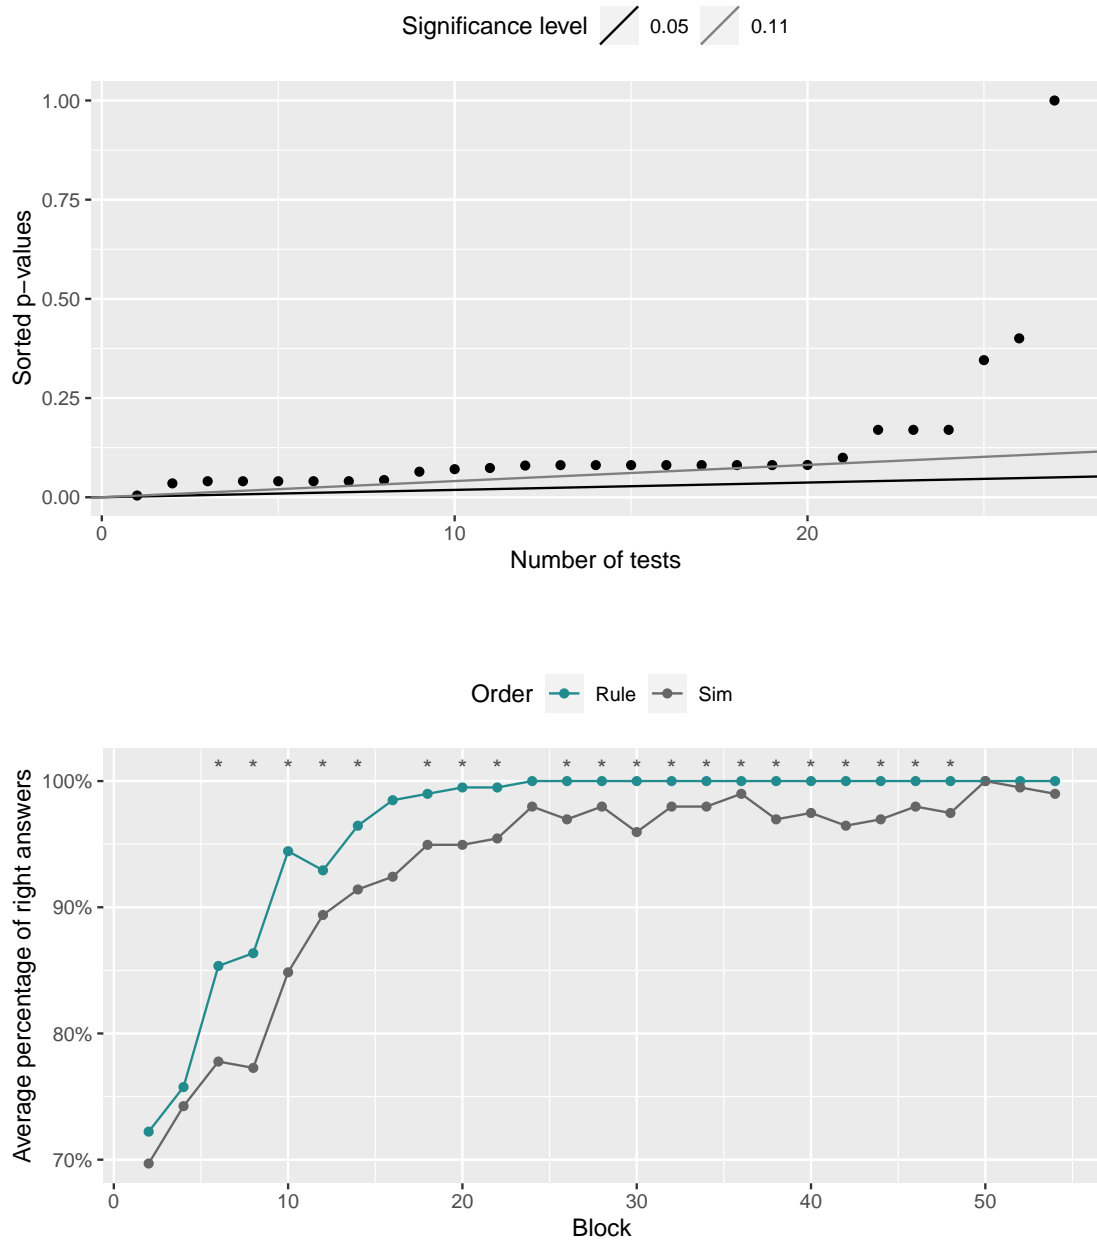 Significance level 0.05 0.11
1.00
0.75
0.50
0.25
0.00
Sorted p−values
0 10 20
Number of tests
Order Rule Sim
* * * * * * * * * * * * * * * * * * * *
100%
90%
80%
70%
Average percentage of right answers
0 10 20 30 40 50
Block